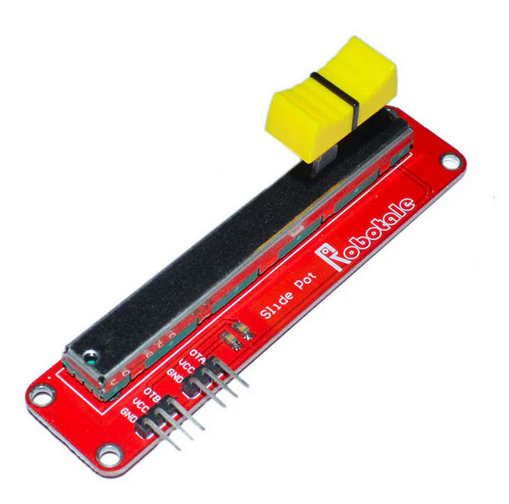 Robotale
Slide Pot
OTA
VCC
GND
OTB
VCC
GND